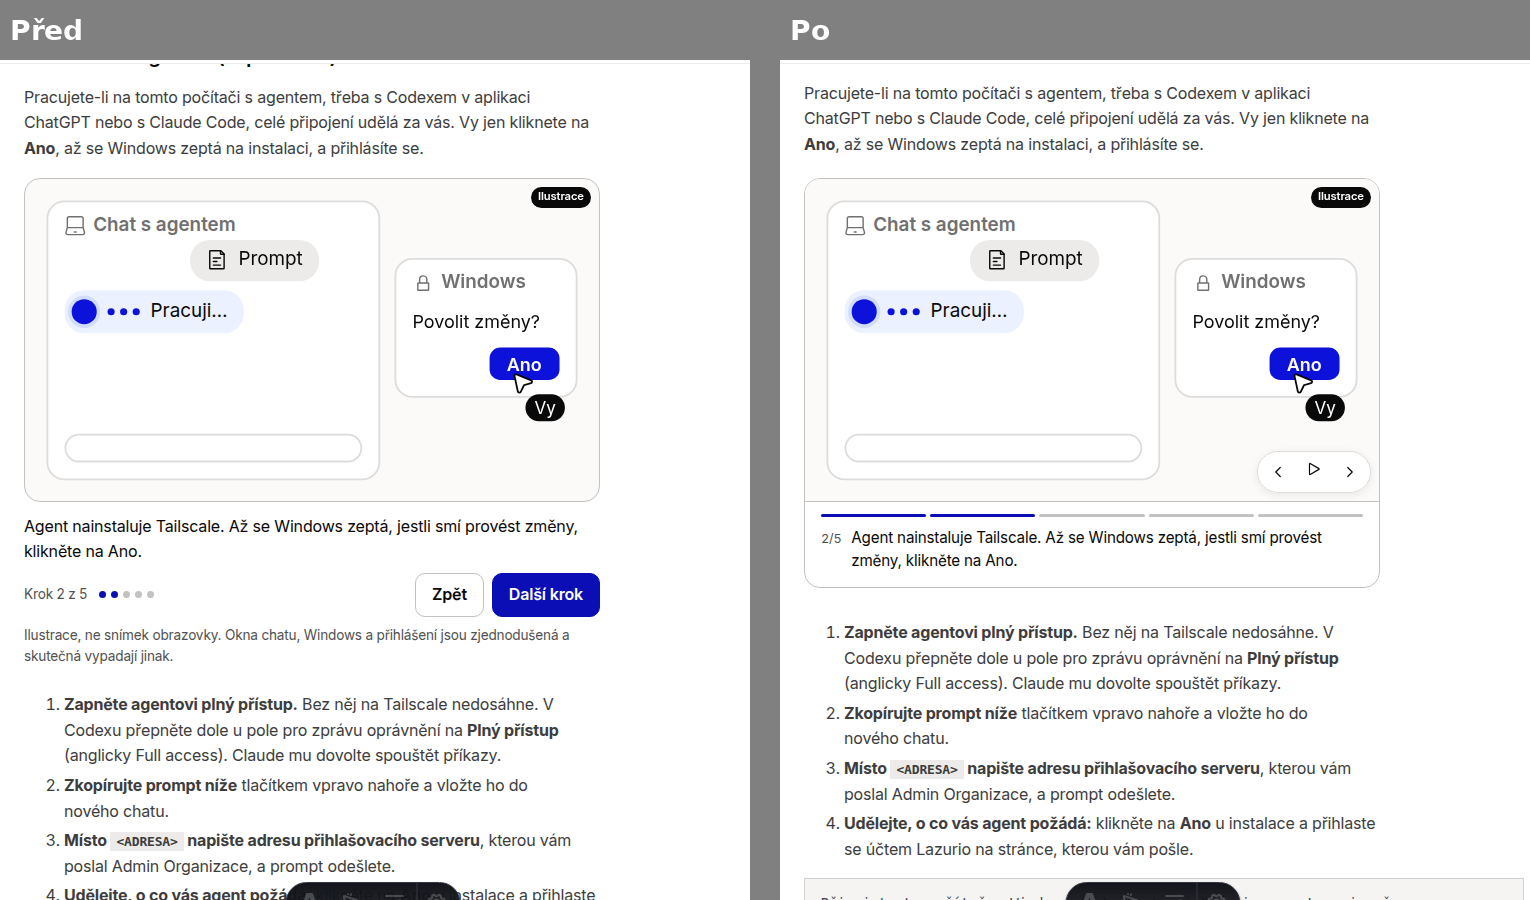 Před
Pracujete-li na tomto počítači s agentem, třeba s Codexem v aplikaci
ChatGPT nebo s Claude Code, celé připojení udělá za vás. Vy jen kliknete na
Ano, až se Windows zeptá na instalaci, a přihlásíte se.
Ilustrace
Chat s agentem
Prompt
Pracuji...
Windows
Povolit změny?
Ano
Vy
Agent nainstaluje Tailscale. Až se Windows zeptá, jestli smí provést změny,
klikněte na Ano.
Krok 2 z 5
Zpět
Další krok
Ilustrace, ne snímek obrazovky. Okna chatu, Windows a přihlášení jsou zjednodušená a
skutečná vypadají jinak.
1. Zapněte agentovi plný přístup. Bez něj na Tailscale nedosáhne. V
Codexu přepněte dole u pole pro zprávu oprávnění na Plný přístup
(anglicky Full access). Claude mu dovolte spouštět příkazy.
2. Zkopírujte prompt níže tlačítkem vpravo nahoře a vložte ho do
nového chatu.
3. Místo <ADRESA> napište adresu přihlašovacího serveru, kterou vám
poslal Admin Organizace, a prompt odešlete.
4. Udělejte, o co vás agent instalace a přihlaste
Po
Pracujete-li na tomto počítači s agentem, třeba s Codexem v aplikaci
ChatGPT nebo s Claude Code, celé připojení udělá za vás. Vy jen kliknete na
Ano, až se Windows zeptá na instalaci, a přihlásíte se.
Ilustrace
Chat s agentem
Prompt
Pracuji...
Windows
Povolit změny?
Ano
Vy
2/5 Agent nainstaluje Tailscale. Až se Windows zeptá, jestli smí provést
změny, klikněte na Ano.
1. Zapněte agentovi plný přístup. Bez něj na Tailscale nedosáhne. V
Codexu přepněte dole u pole pro zprávu oprávnění na Plný přístup
(anglicky Full access). Claude mu dovolte spouštět příkazy.
2. Zkopírujte prompt níže tlačítkem vpravo nahoře a vložte ho do
nového chatu.
3. Místo <ADRESA> napište adresu přihlašovacího serveru, kterou vám
poslal Admin Organizace, a prompt odešlete.
4. Udělejte, o co vás agent požádá: klikněte na Ano u instalace a přihlaste
se účtem Lazurio na stránce, kterou vám pošle.